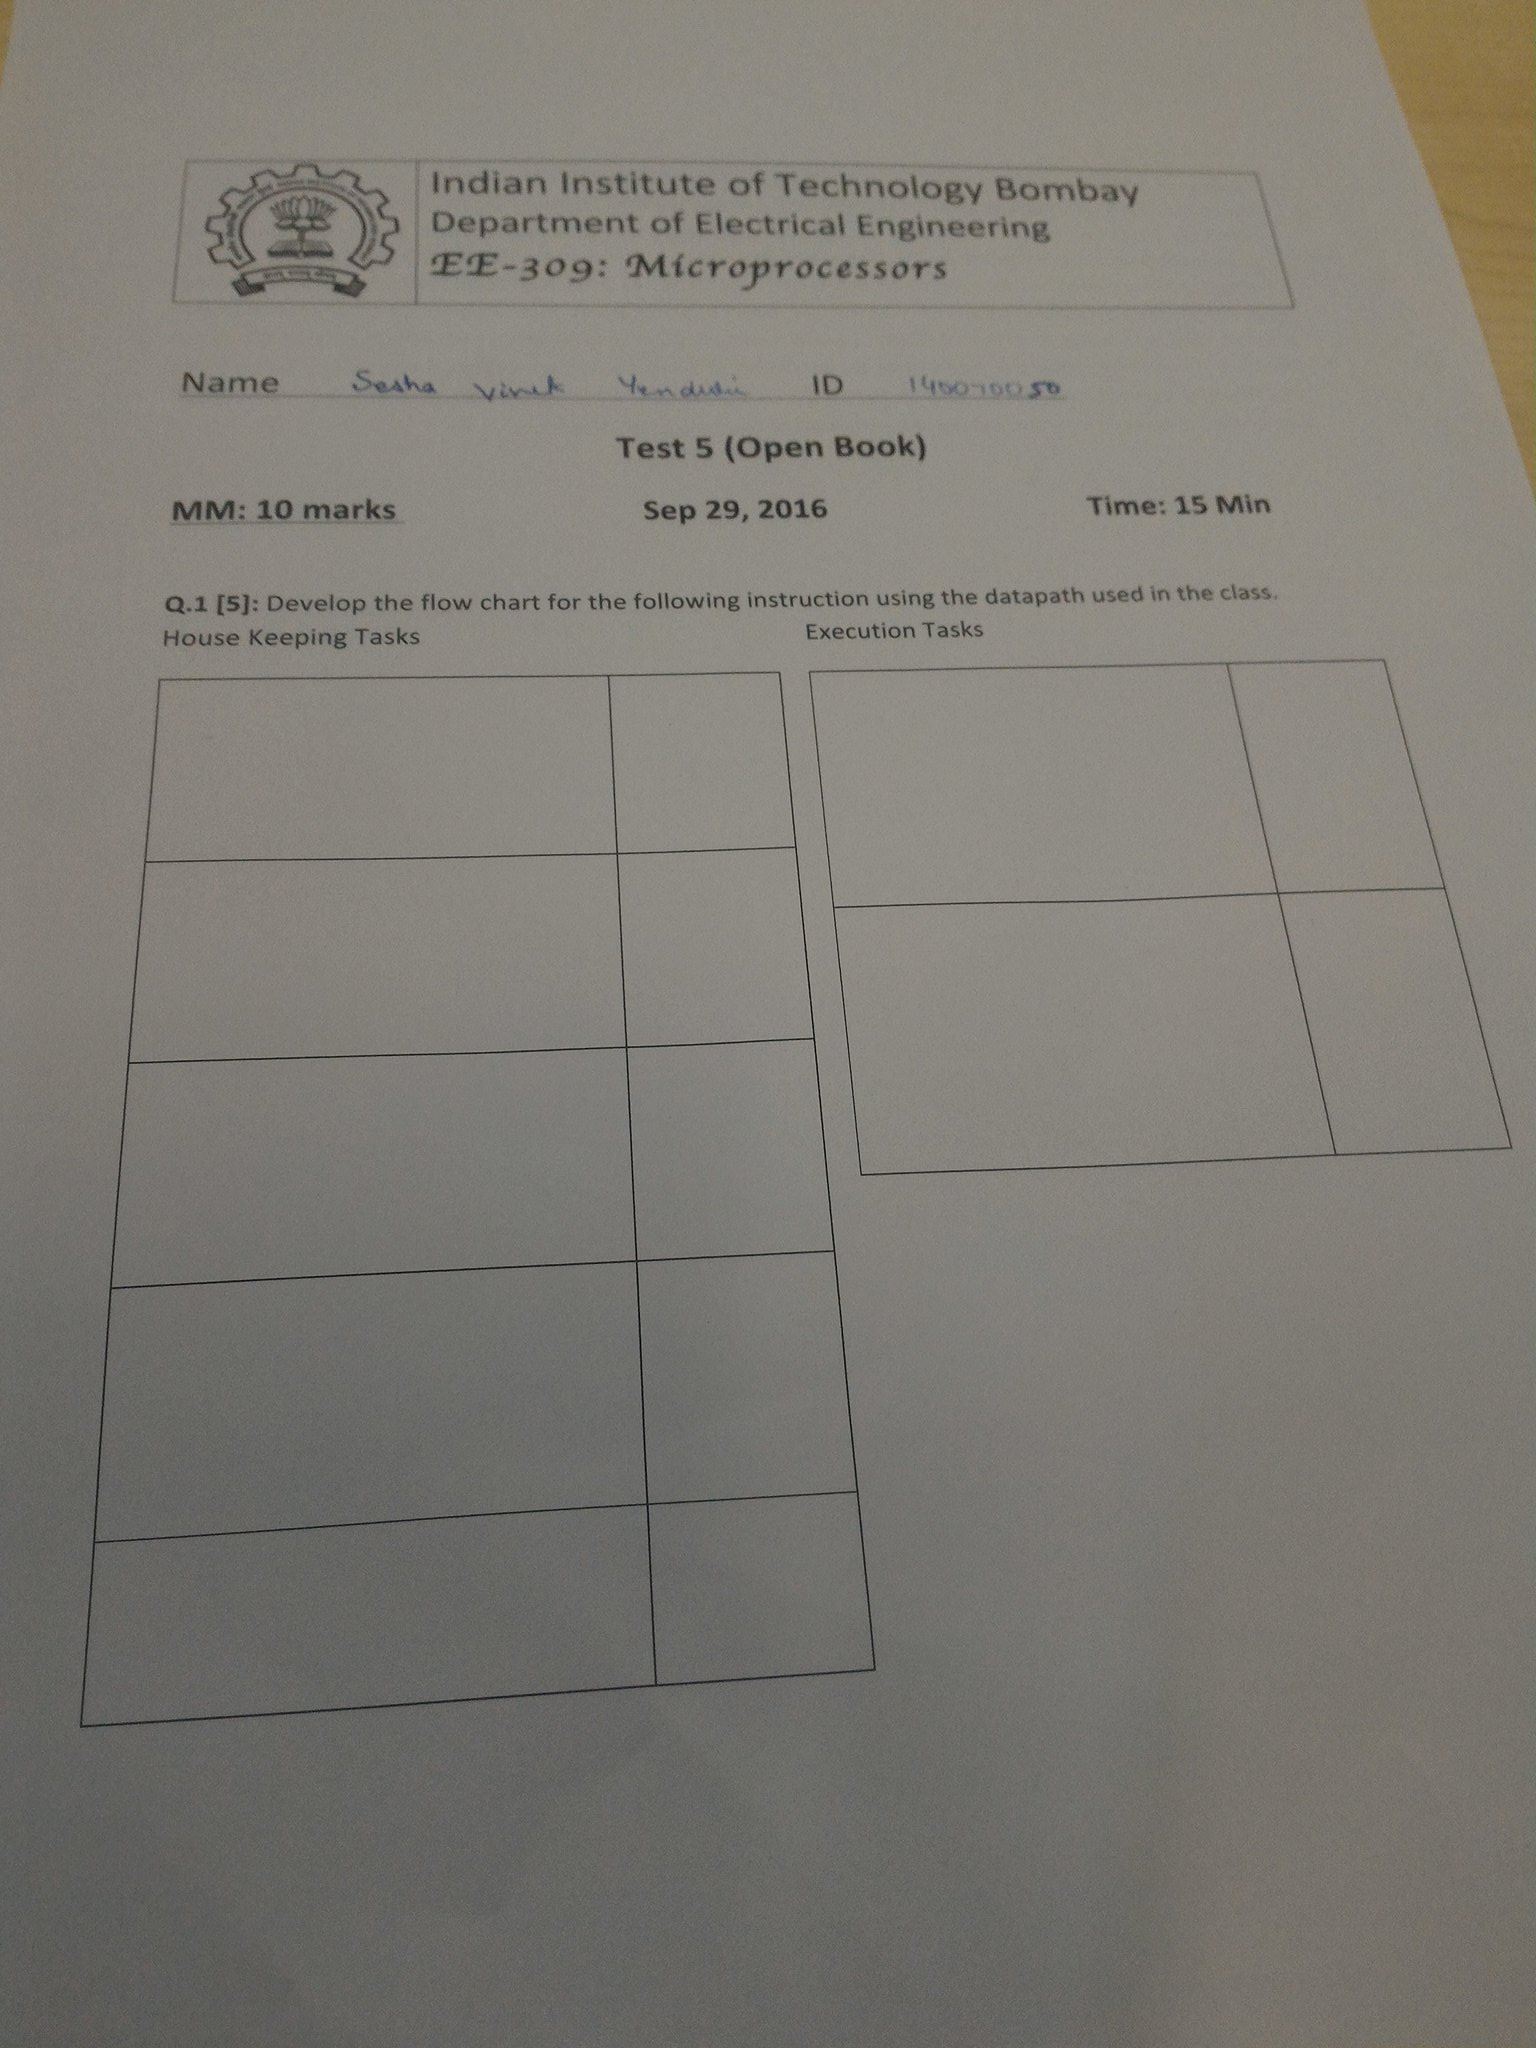 Indian Institute of Technology Bombay
Department of Electrical Engineering
EE-309: Microprocessors
Name Sesha Vinit ID 140070050
Test 5 (Open Book)
MM: 10 marks Sep 29, 2016 Time: 15 Min
Q.1 [5]: Develop the flow chart for the following instruction using the datapath used in the class.
House Keeping Tasks Execution Tasks